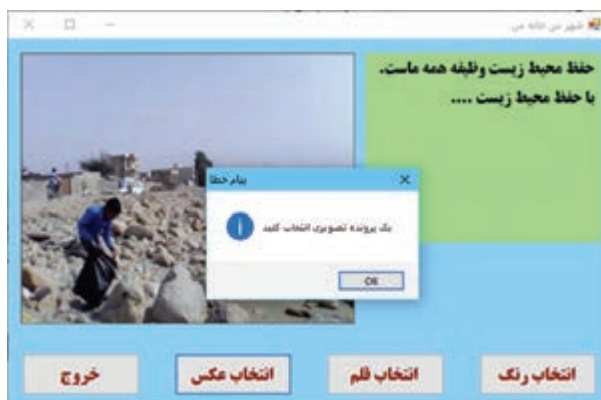 شهر من خانه من
حفظ محیط زیست وظیفه همه ماست.
با حفظ محیط زیست ....
پیام خطا
یک پرونده تصویری انتخاب کنید
OK
انتخاب رنگ
انتخاب قلم
انتخاب عکس
خروج